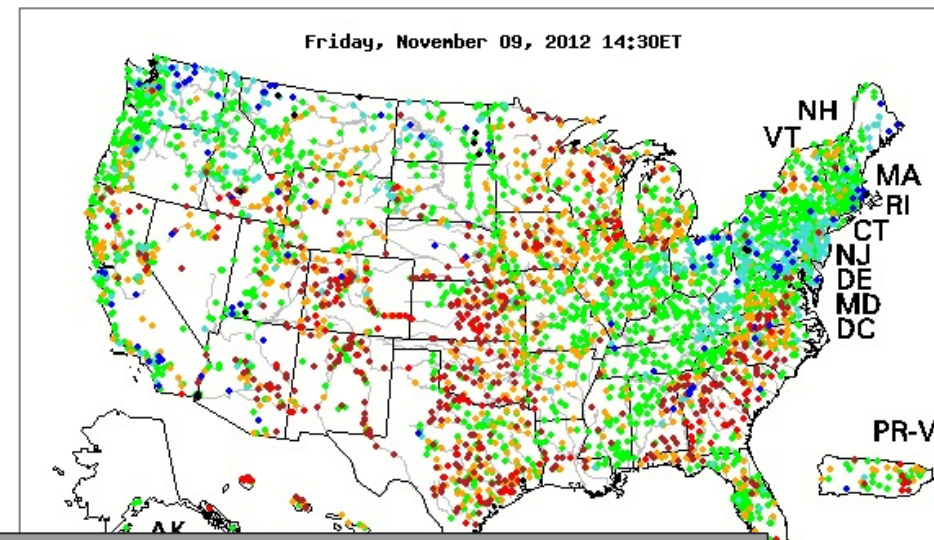 Friday, November 09, 2012 14:30ET
NH
VT
MA
RI
CT
NJ
DE
MD
DC
PR-V
AK